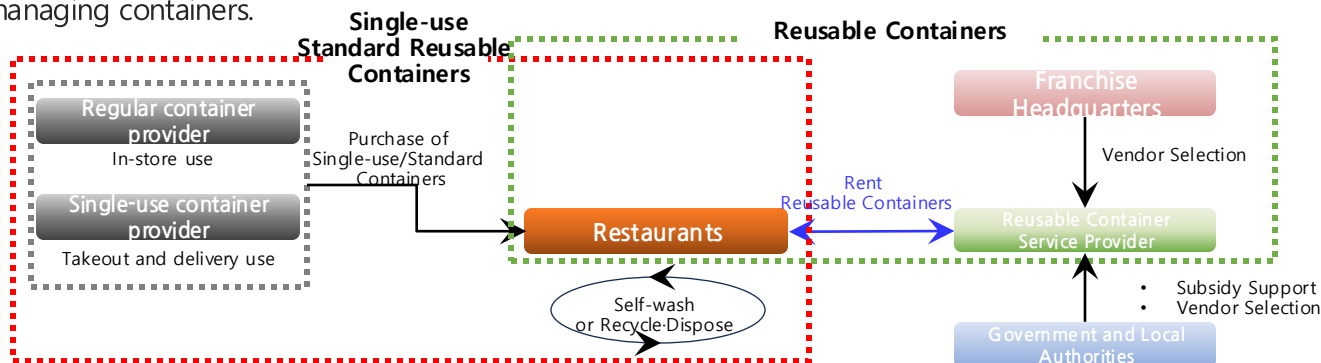 managing containers.
Single-use
Standard Reusable
Containers
Reusable Containers
Regular container
provider
In-store use
Single-use container
provider
Takeout and delivery use
Purchase of
Single-use/Standard
Containers
Restaurants
Self-wash
or Recycle·Dispose
Rent
Reusable Containers
Franchise
Headquarters
Vendor Selection
Reusable Container
Service Provider
• Subsidy Support
• Vendor Selection
Government and Local
Authorities